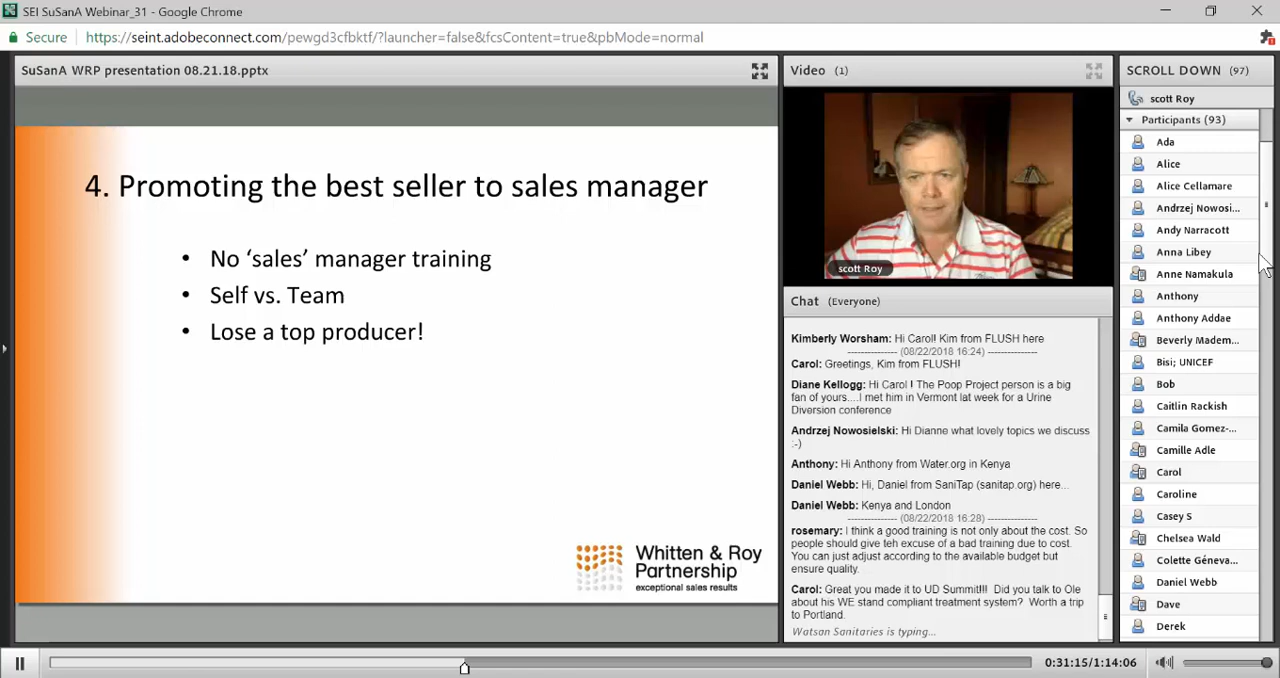 SEI SuSanA Webinar_31 - Google Chrome
Secure
https://seint.adobeconnect.com/pewgd3cfbktf/?launcher=false&fcsContent=true&pbMode=normal
SuSanA WRP presentation 08.21.18.pptx
4. Promoting the best seller to sales manager
• No ‘sales’ manager training
• Self vs. Team
• Lose a top producer!
Whitten & Roy
Partnership
exceptional sales results
Video (1)
scott Roy
Chat (Everyone)
Kimberly Worsham: Hi Carol! Kim from FLUSH here
--------------- (08/22/2018 16:24) ---------------
Carol: Greetings, Kim from FLUSH!
Diane Kellogg: Hi Carol ! The Poop Project person is a big
fan of yours....I met him in Vermont lat week for a Urine
Diversion conference
Andrzej Nowosielski: Hi Dianne what lovely topics we discuss
:-)
Anthony: Hi Anthony from Water.org in Kenya
Daniel Webb: Hi, Daniel from SaniTap (sanitap.org) here...
Daniel Webb: Kenya and London
--------------- (08/22/2018 16:28) ---------------
rosemary: I think a good training is not only about the cost. So
people should give teh excuse of a bad training due to cost.
You can just adjust according to the available budget but
ensure quality.
Carol: Great you made it to UD Summit!!! Did you talk to Ole
about his WE stand compliant treatment system? Worth a trip
to Portland.
Watsan Sanitaries is typing...
SCROLL DOWN (97)
scott Roy
Participants (93)
Ada
Alice
Alice Cellamare
Andrzej Nowosi...
Andy Narracott
Anna Libey
Anne Namakula
Anthony
Anthony Addae
Beverly Madem...
Bisi; UNICEF
Bob
Caitlin Rackish
Camila Gomez-...
Camille Adle
Carol
Caroline
Casey S
Chelsea Wald
Colette Géneva...
Daniel Webb
Dave
Derek
0:31:15/1:14:06